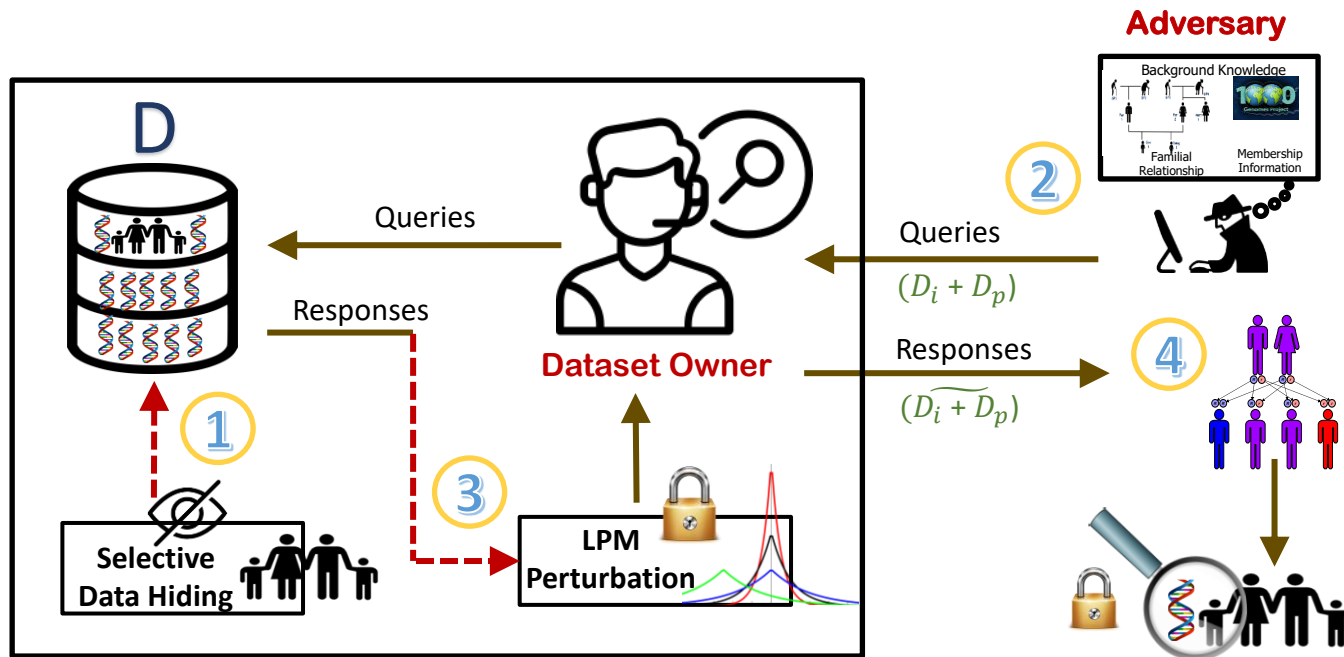 Adversary
Background Knowledge
1000
Genomes Project
Familial
Relationship
Membership
Information
D
2
Queries
Queries
(D_i + D_p)
Responses
Dataset Owner
Responses
(\widetilde{D_i + D_p})
4
1
3
Selective
Data Hiding
LPM
Perturbation